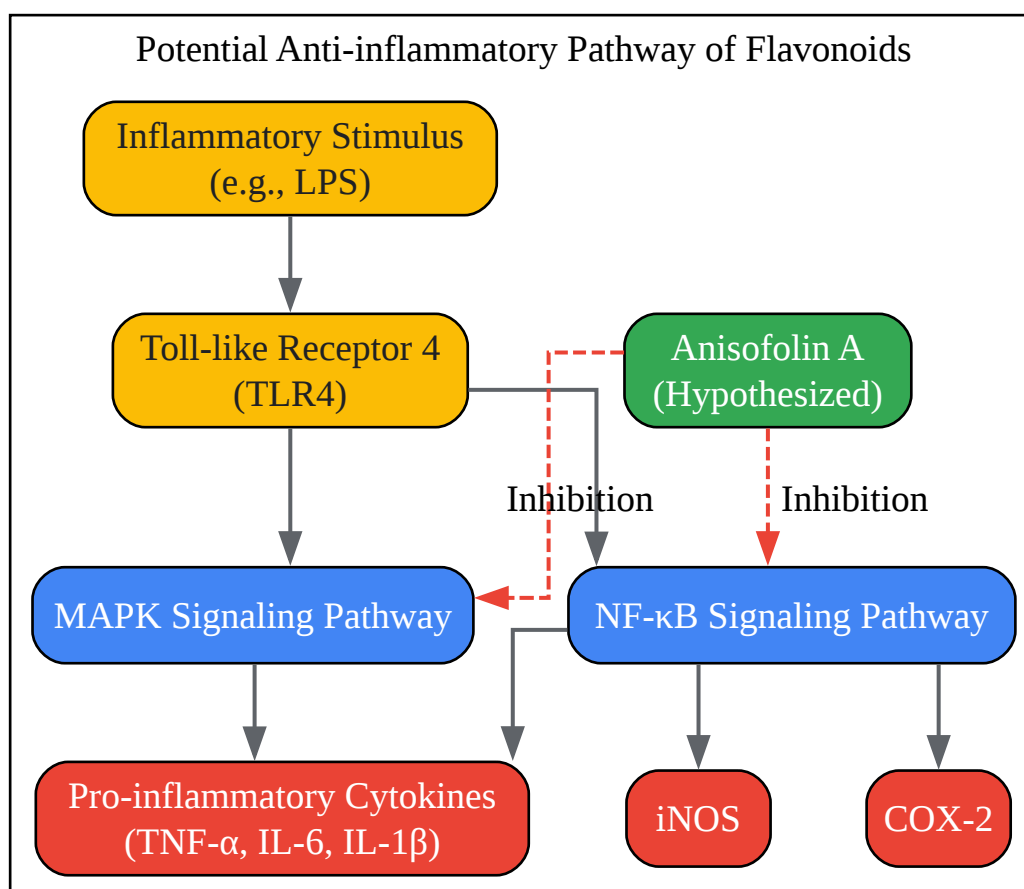 Potential Anti-inflammatory Pathway of Flavonoids
Inflammatory Stimulus
(e.g., LPS)
Toll-like Receptor 4
(TLR4)
Anisofolin A
(Hypothesized)
Inhibition
Inhibition
MAPK Signaling Pathway
NF-κB Signaling Pathway
Pro-inflammatory Cytokines
(TNF-α, IL-6, IL-1β)
iNOS
COX-2